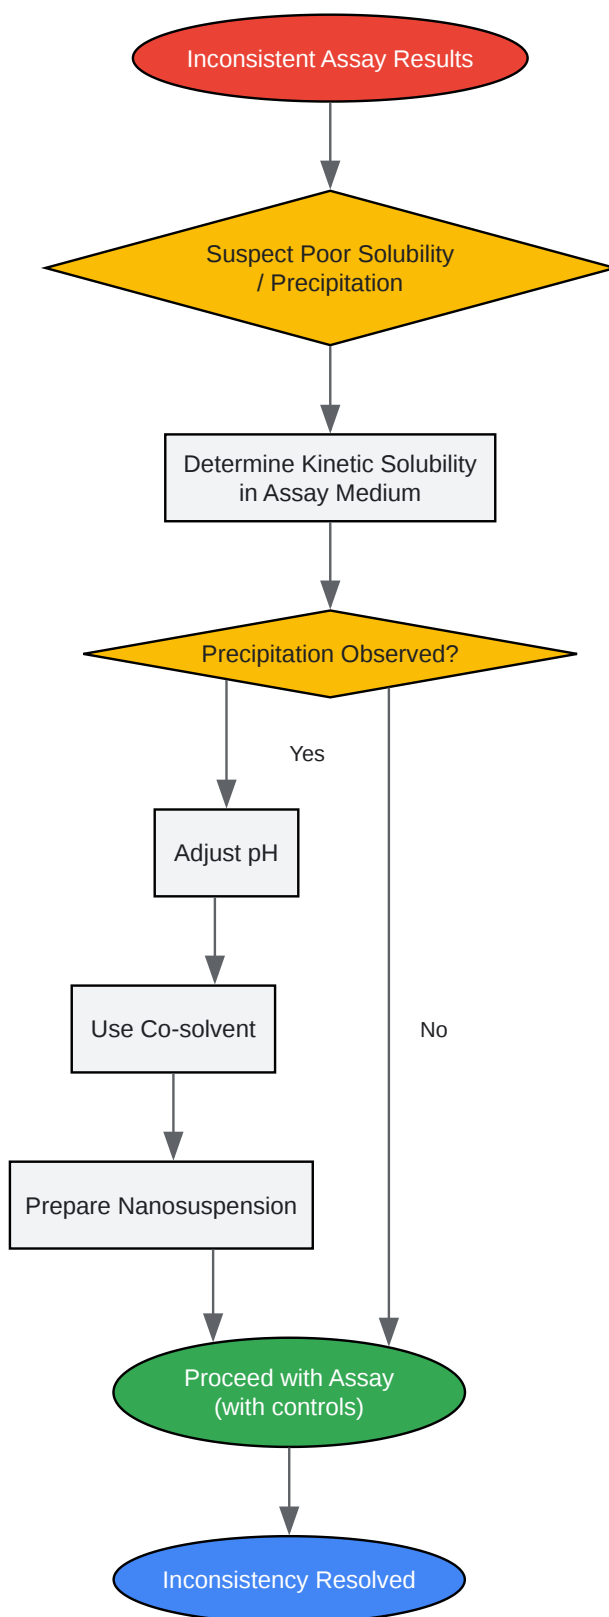 Inconsistent Assay Results
Suspect Poor Solubility
/ Precipitation
Determine Kinetic Solubility
in Assay Medium
Precipitation Observed?
Yes
Adjust pH
Use Co-solvent
No
Prepare Nanosuspension
Proceed with Assay
(with controls)
Inconsistency Resolved